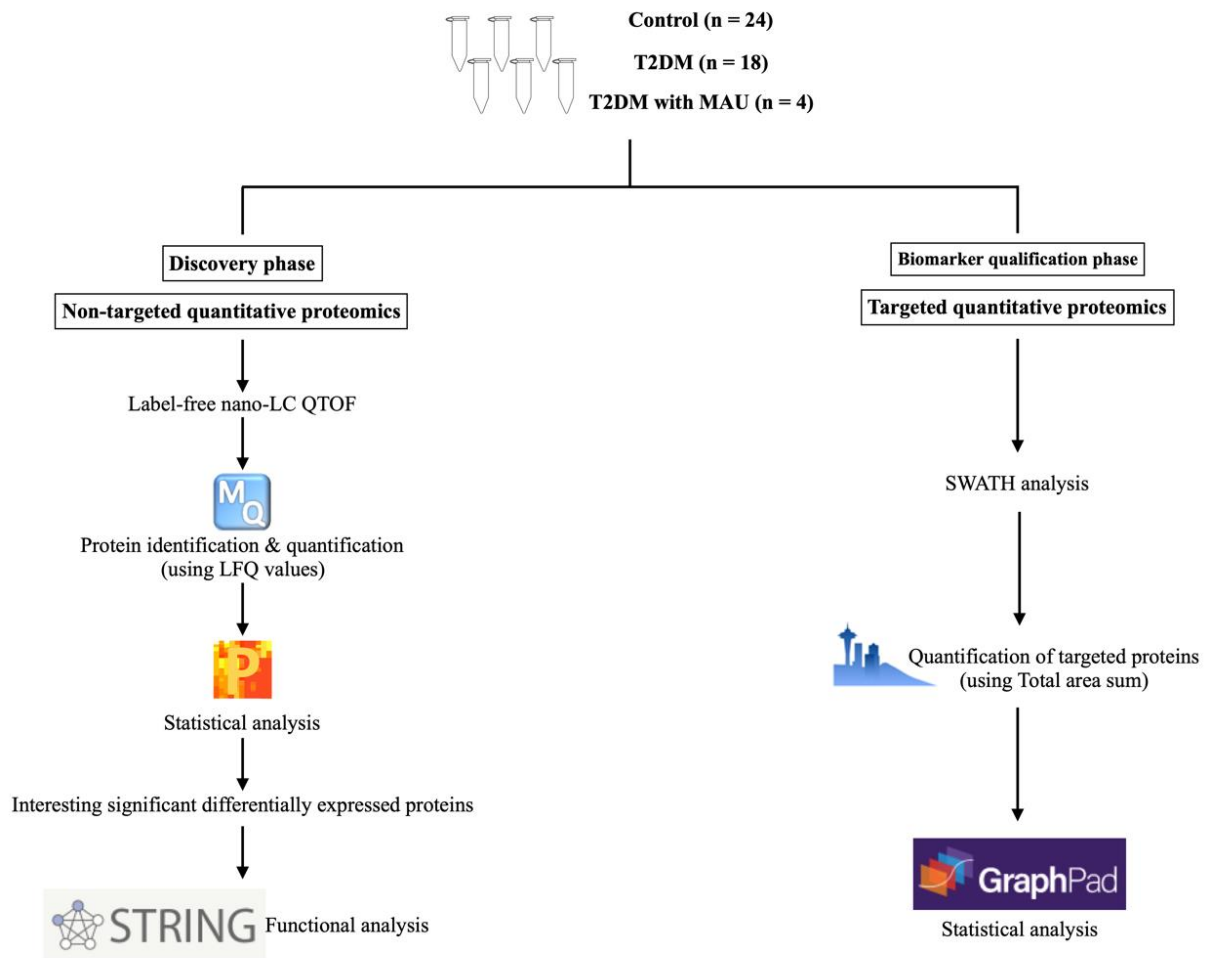 Control (n = 24)
T2DM (n = 18)
T2DM with MAU (n = 4)
Discovery phase
Non-targeted quantitative proteomics
Label-free nano-LC QTOF
MQ
Protein identification & quantification
(using LFQ values)
P
Statistical analysis
Interesting significant differentially expressed proteins
STRING
Functional analysis
Biomarker qualification phase
Targeted quantitative proteomics
SWATH analysis
Quantification of targeted proteins
(using Total area sum)
GraphPad
Statistical analysis